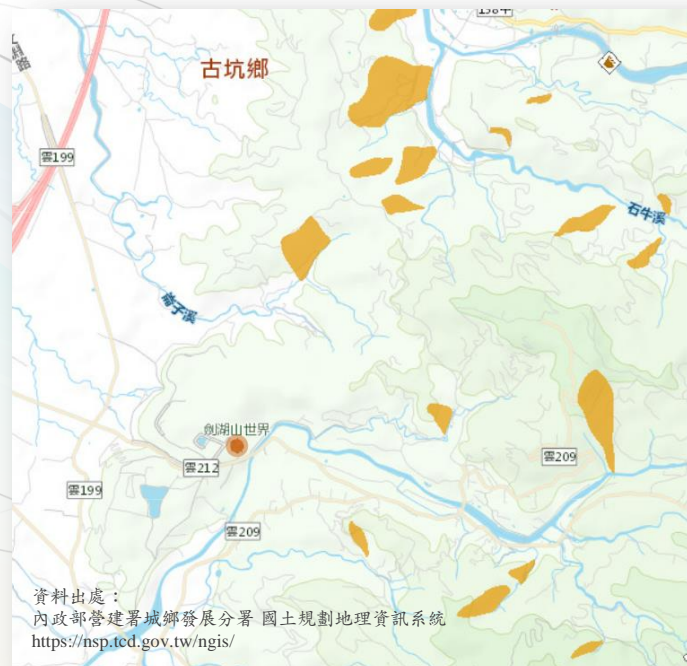 古坑鄉
雲199
石牛溪
崙子溪
劍湖山世界
雲212
雲209
雲199
雲209
資料出處：
內政部營建署城鄉發展分署 國土規劃地理資訊系統
https://nsp.tcd.gov.tw/ngis/